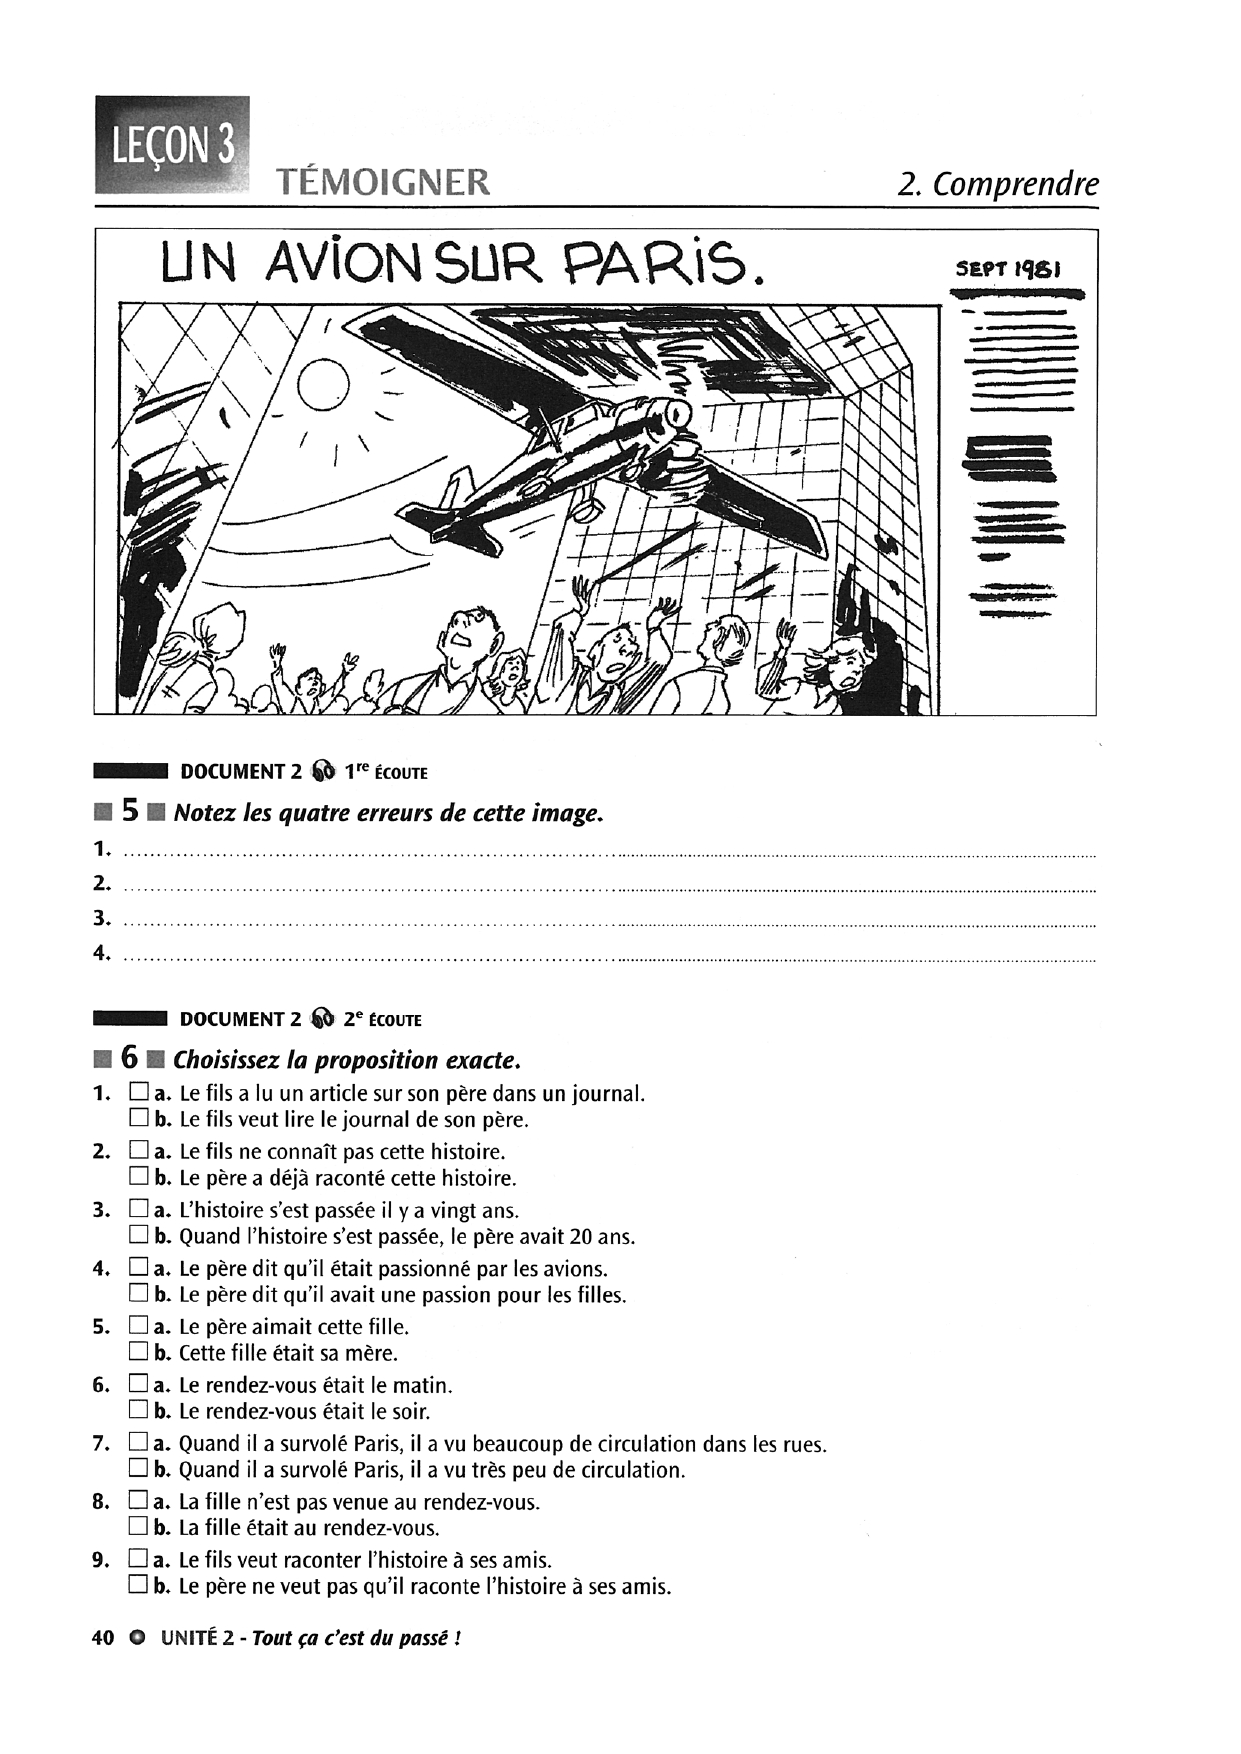 LEÇON 3
TÉMOIGNER
2. Comprendre
UN AVION SUR PARIS.
SEPT 1981
DOCUMENT 2 1re ÉCOUTE
5 Notez les quatre erreurs de cette image.
1.
2.
3.
4.
DOCUMENT 2 2e ÉCOUTE
6 Choisissez la proposition exacte.
1. a. Le fils a lu un article sur son père dans un journal.
b. Le fils veut lire le journal de son père.
2. a. Le fils ne connaît pas cette histoire.
b. Le père a déjà raconté cette histoire.
3. a. L'histoire s'est passée il y a vingt ans.
b. Quand l'histoire s'est passée, le père avait 20 ans.
4. a. Le père dit qu'il était passionné par les avions.
b. Le père dit qu'il avait une passion pour les filles.
5. a. Le père aimait cette fille.
b. Cette fille était sa mère.
6. a. Le rendez-vous était le matin.
b. Le rendez-vous était le soir.
7. a. Quand il a survolé Paris, il a vu beaucoup de circulation dans les rues.
b. Quand il a survolé Paris, il a vu très peu de circulation.
8. a. La fille n'est pas venue au rendez-vous.
b. La fille était au rendez-vous.
9. a. Le fils veut raconter l'histoire à ses amis.
b. Le père ne veut pas qu'il raconte l'histoire à ses amis.
40 UNITÉ 2 - Tout ça c'est du passé !